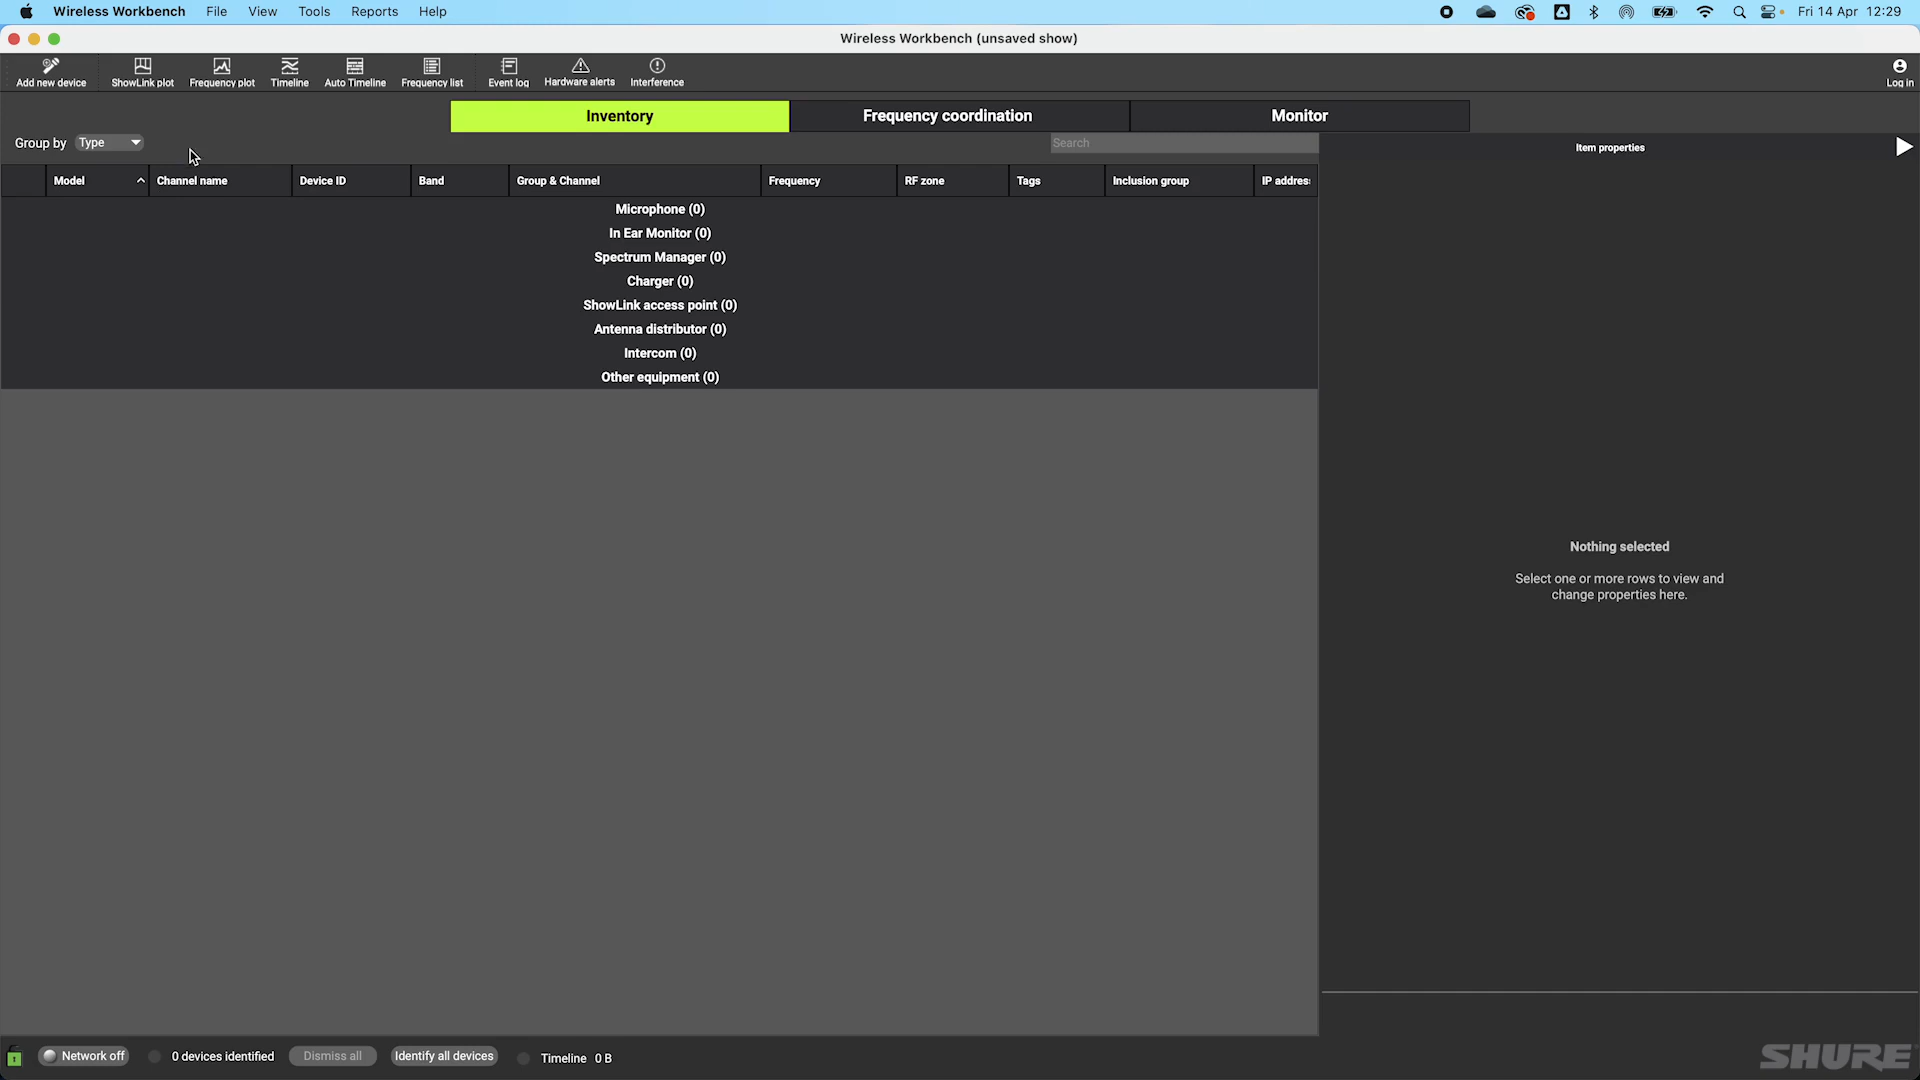 Wireless Workbench File View Tools Reports Help Fri 14 Apr 12:29
Wireless Workbench (unsaved show)
Add new device ShowLink plot Frequency plot Timeline Auto Timeline Frequency list Event log Hardware alerts Interference Log in
Inventory Frequency coordination Monitor
Group by Type Search Item properties
Model Channel name Device ID Band Group & Channel Frequency RF zone Tags Inclusion group IP addres
Microphone (0)
In Ear Monitor (0)
Spectrum Manager (0)
Charger (0)
ShowLink access point (0)
Antenna distributor (0)
Intercom (0)
Other equipment (0)
Nothing selected
Select one or more rows to view and
change properties here.
Network off 0 devices identified Dismiss all Identify all devices Timeline 0 B SHURE